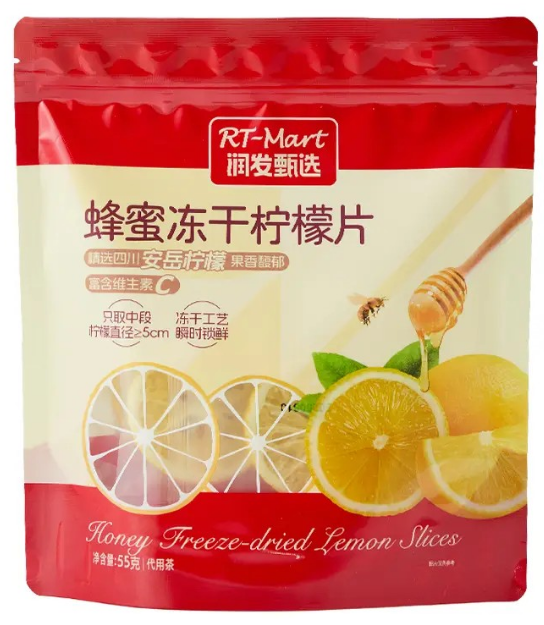 RT-Mart
润发甄选
蜂蜜冻干柠檬片
精选四川 安岳柠檬 果香馥郁
富含维生素C
只取中段 冻干工艺
柠檬直径≥5cm 瞬时锁鲜
Honey Freeze-dried Lemon Slices
净含量:55克 | 代用茶